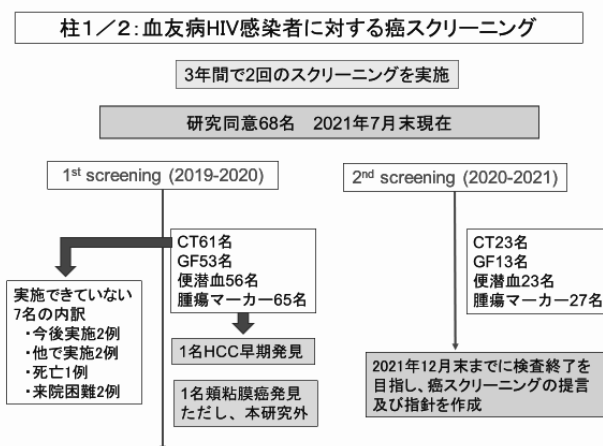 柱１／２：血友病HIV感染者に対する癌スクリーニング
3年間で2回のスクリーニングを実施
研究同意68名　2021年7月末現在
1st screening (2019-2020)
2nd screening (2020-2021)
CT61名
GF53名
便潜血56名
腫瘍マーカー65名
CT23名
GF13名
便潜血23名
腫瘍マーカー27名
実施できていない
7名の内訳
・今後実施2例
・他で実施2例
・死亡1例
・来院困難2例
1名HCC早期発見
1名頬粘膜癌発見
ただし、本研究外
2021年12月末までに検査終了を
目指し、癌スクリーニングの提言
及び指針を作成